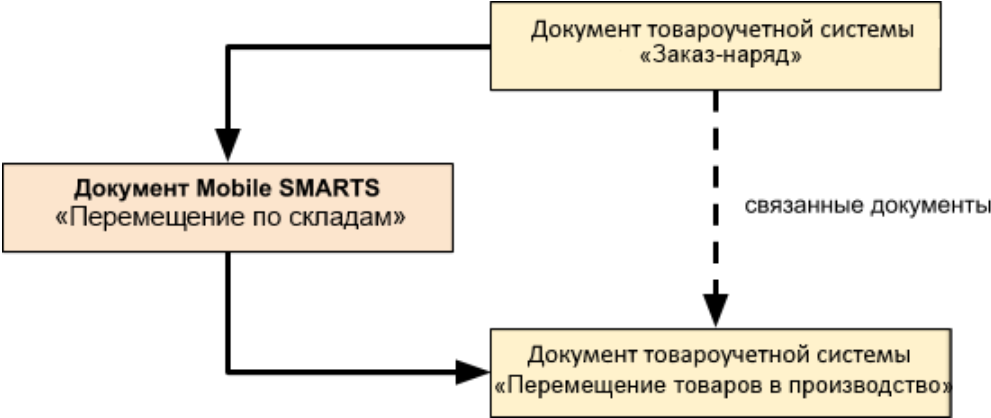 Документ товароучетной системы
«Заказ-наряд»
Документ Mobile SMARTS
«Перемещение по складам»
связанные документы
Документ товароучетной системы
«Перемещение товаров в производство»